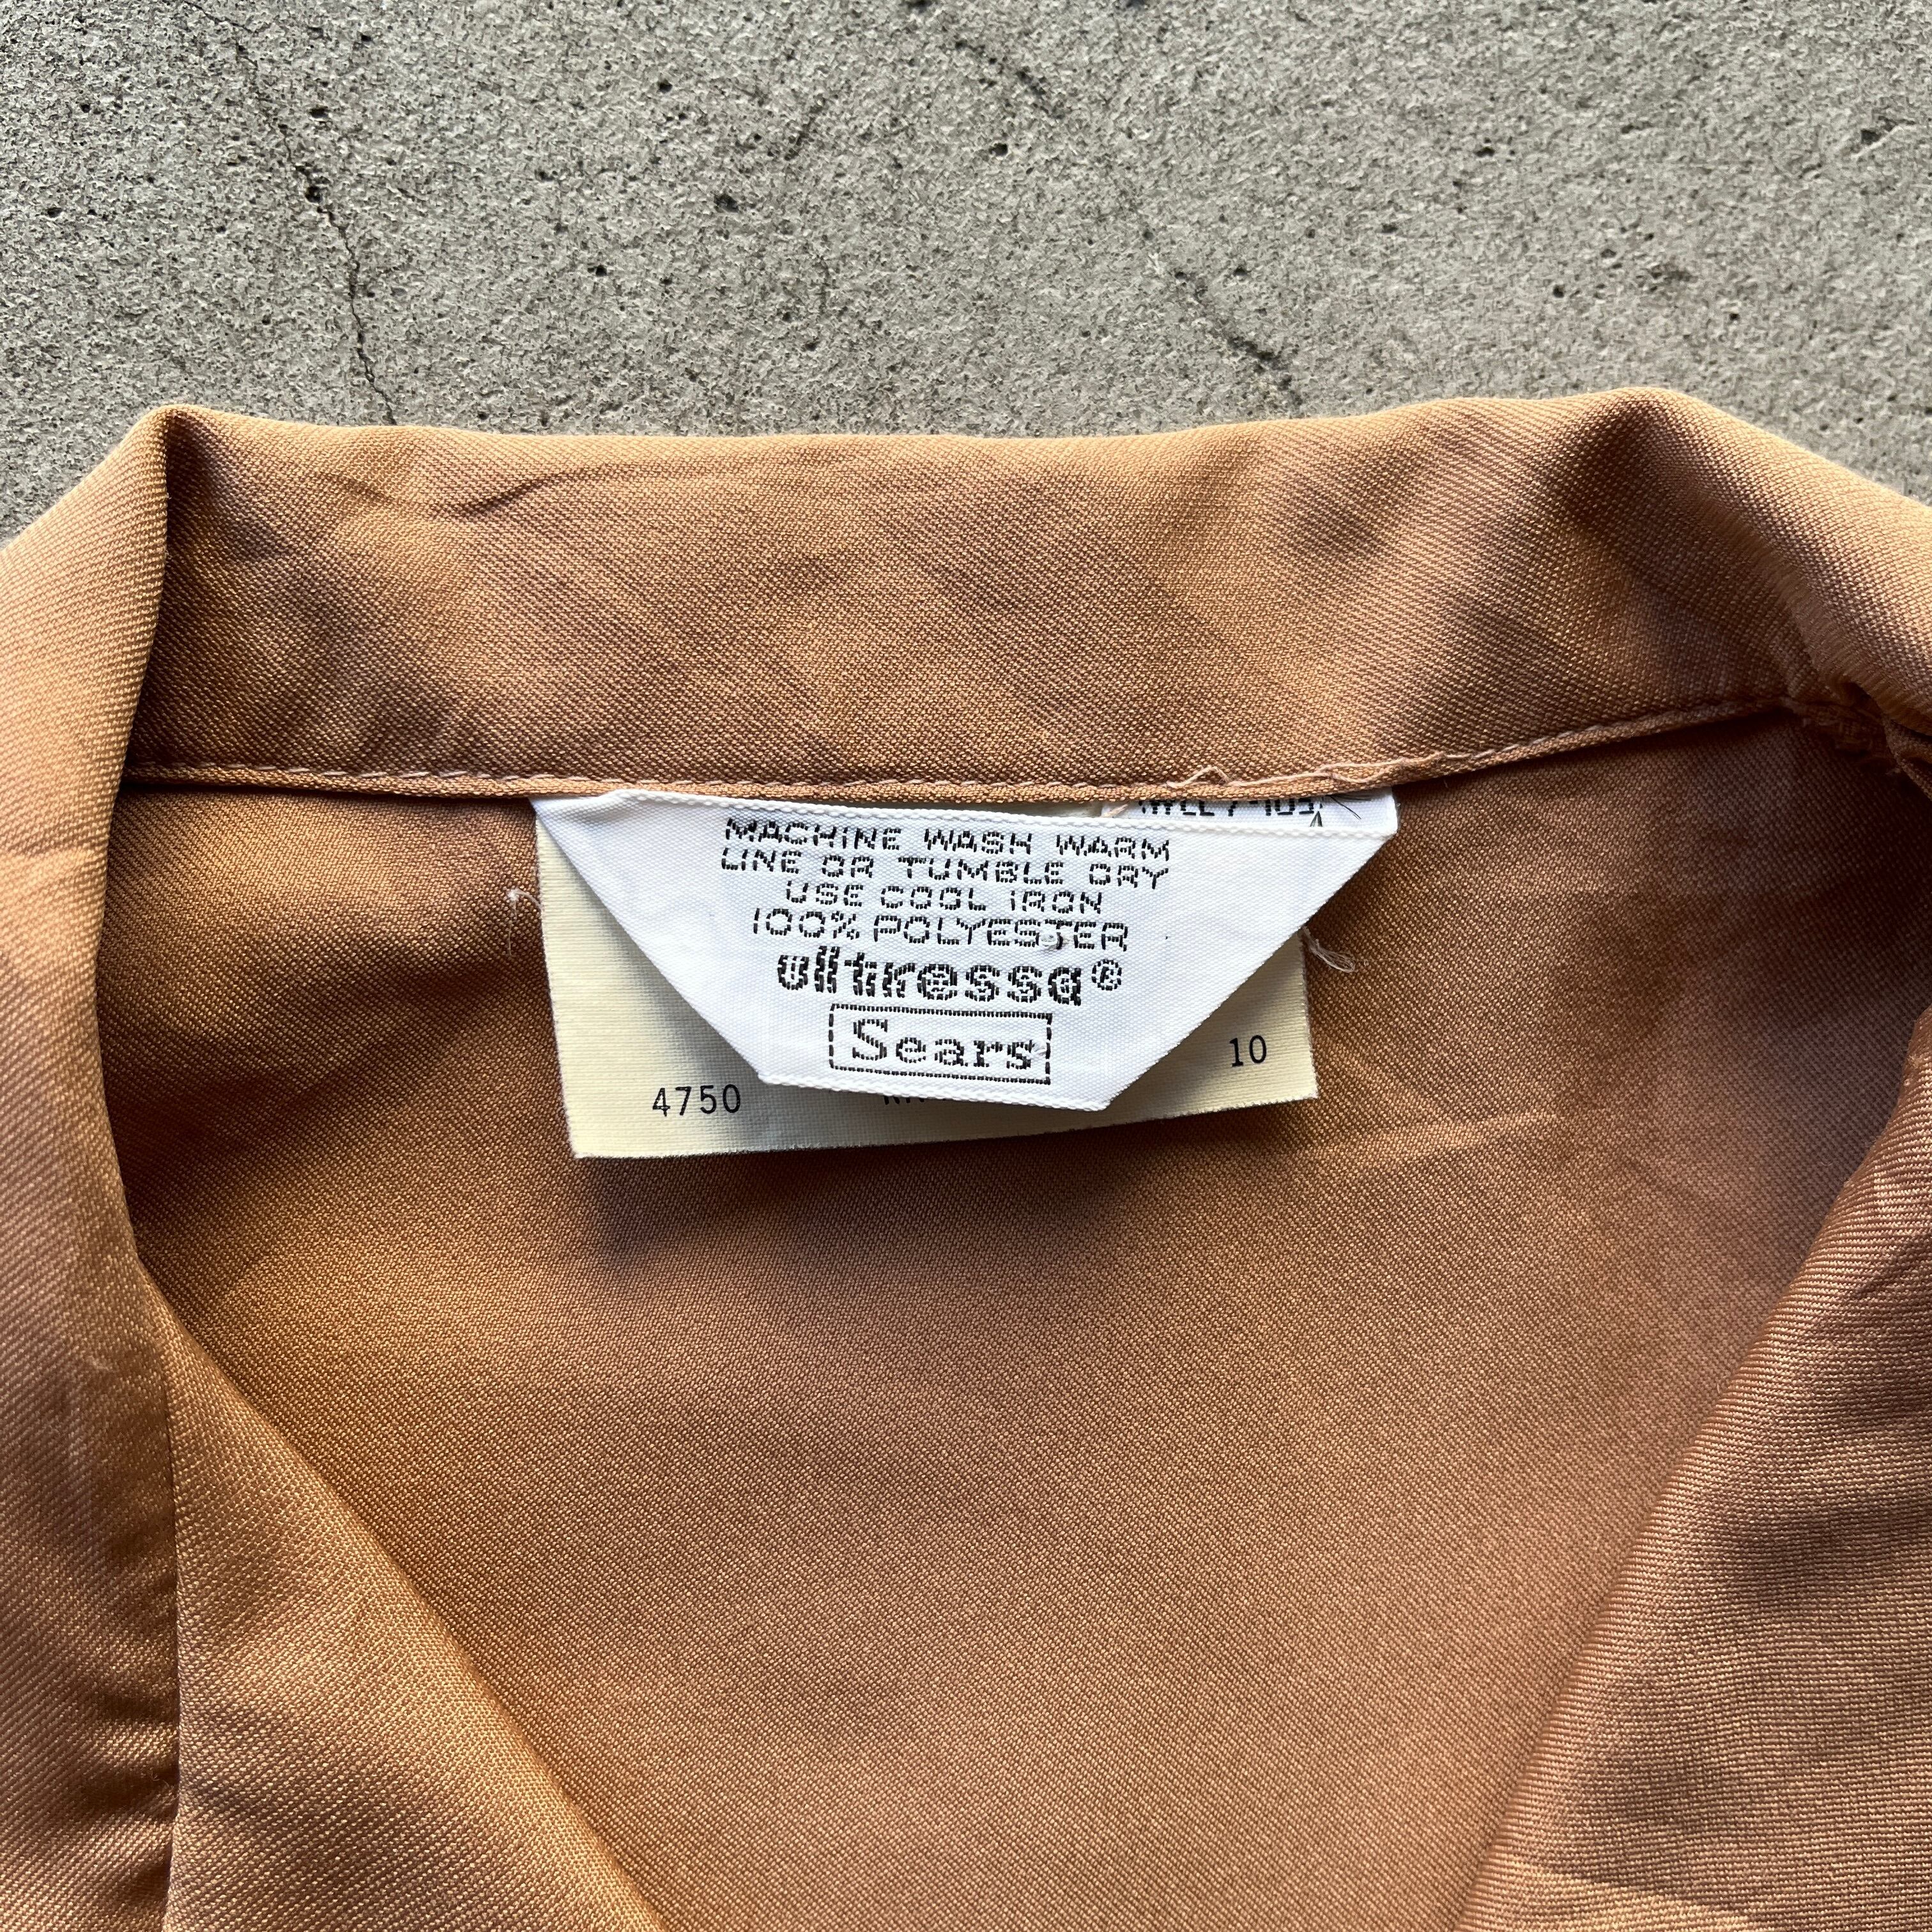 MACHINE WASH WARM
LINE OR TUMBLE DRY
USE COOL IRON
100% POLYESTER
ultressa®
Sears
10
4750